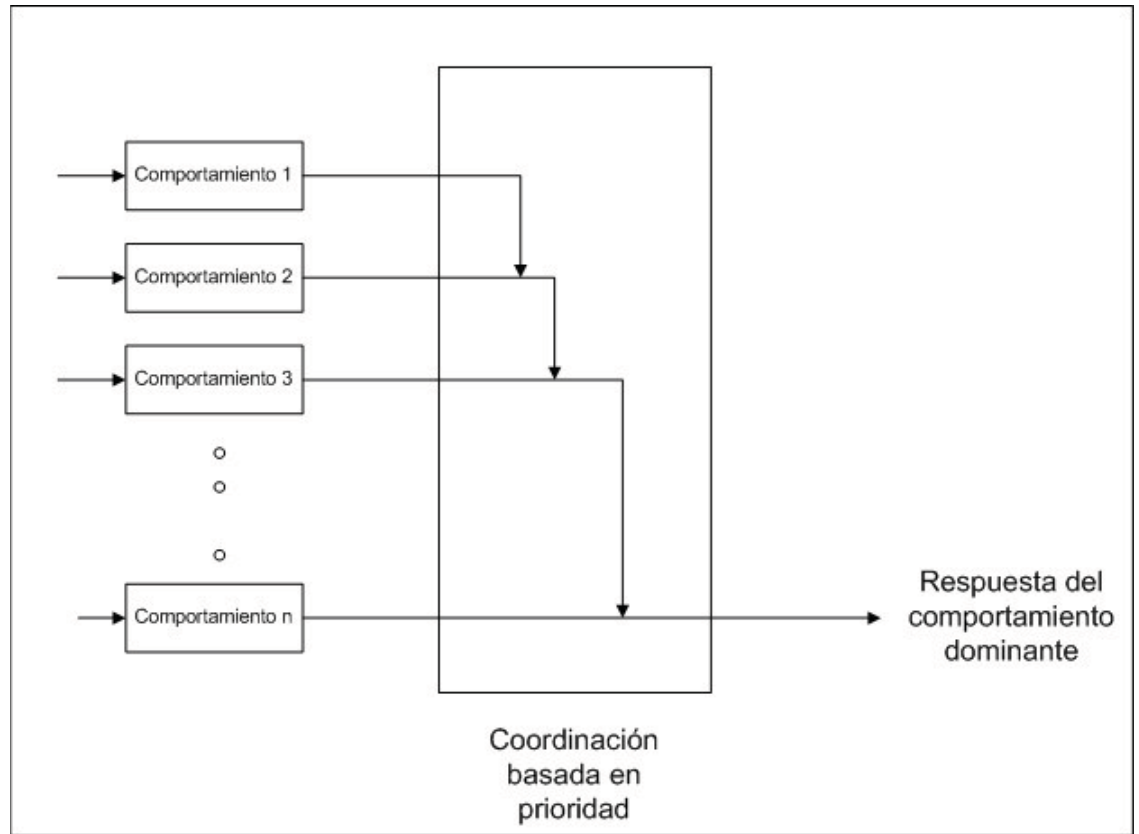 Comportamiento 1
Comportamiento 2
Comportamiento 3
Comportamiento n
Respuesta del
comportamiento
dominante
Coordinación
basada en
prioridad